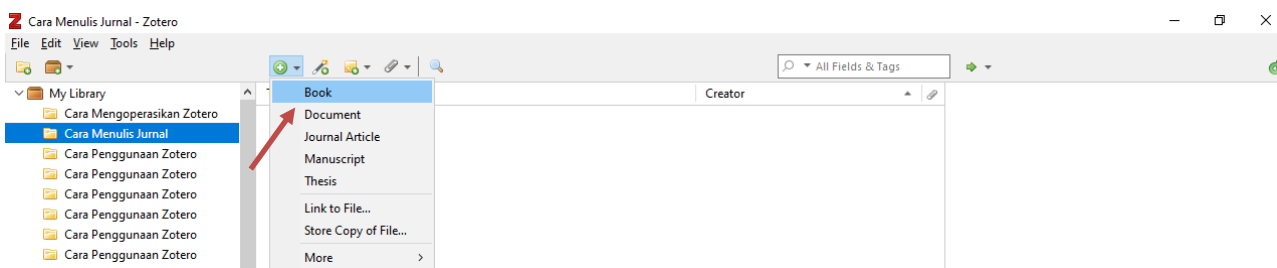 Cara Menulis Jurnal - Zotero
File Edit View Tools Help
All Fields & Tags
My Library
Cara Mengoperasikan Zotero
Cara Menulis Jurnal
Cara Penggunaan Zotero
Cara Penggunaan Zotero
Cara Penggunaan Zotero
Cara Penggunaan Zotero
Cara Penggunaan Zotero
Cara Penggunaan Zotero
Book
Document
Journal Article
Manuscript
Thesis
Link to File...
Store Copy of File...
More
Creator